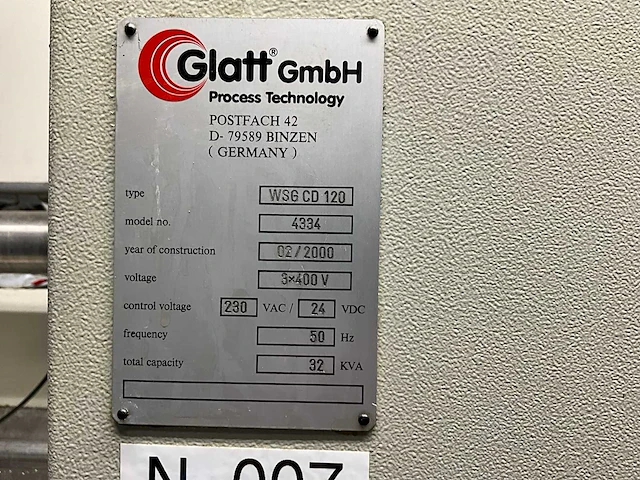 Glatt® GmbH
Process Technology
POSTFACH 42
D- 79589 BINZEN
( GERMANY )
type WSG CD 120
model no. 4334
year of construction 02/2000
voltage 3×400 V
control voltage 230 VAC / 24 VDC
frequency 50 Hz
total capacity 32 KVA